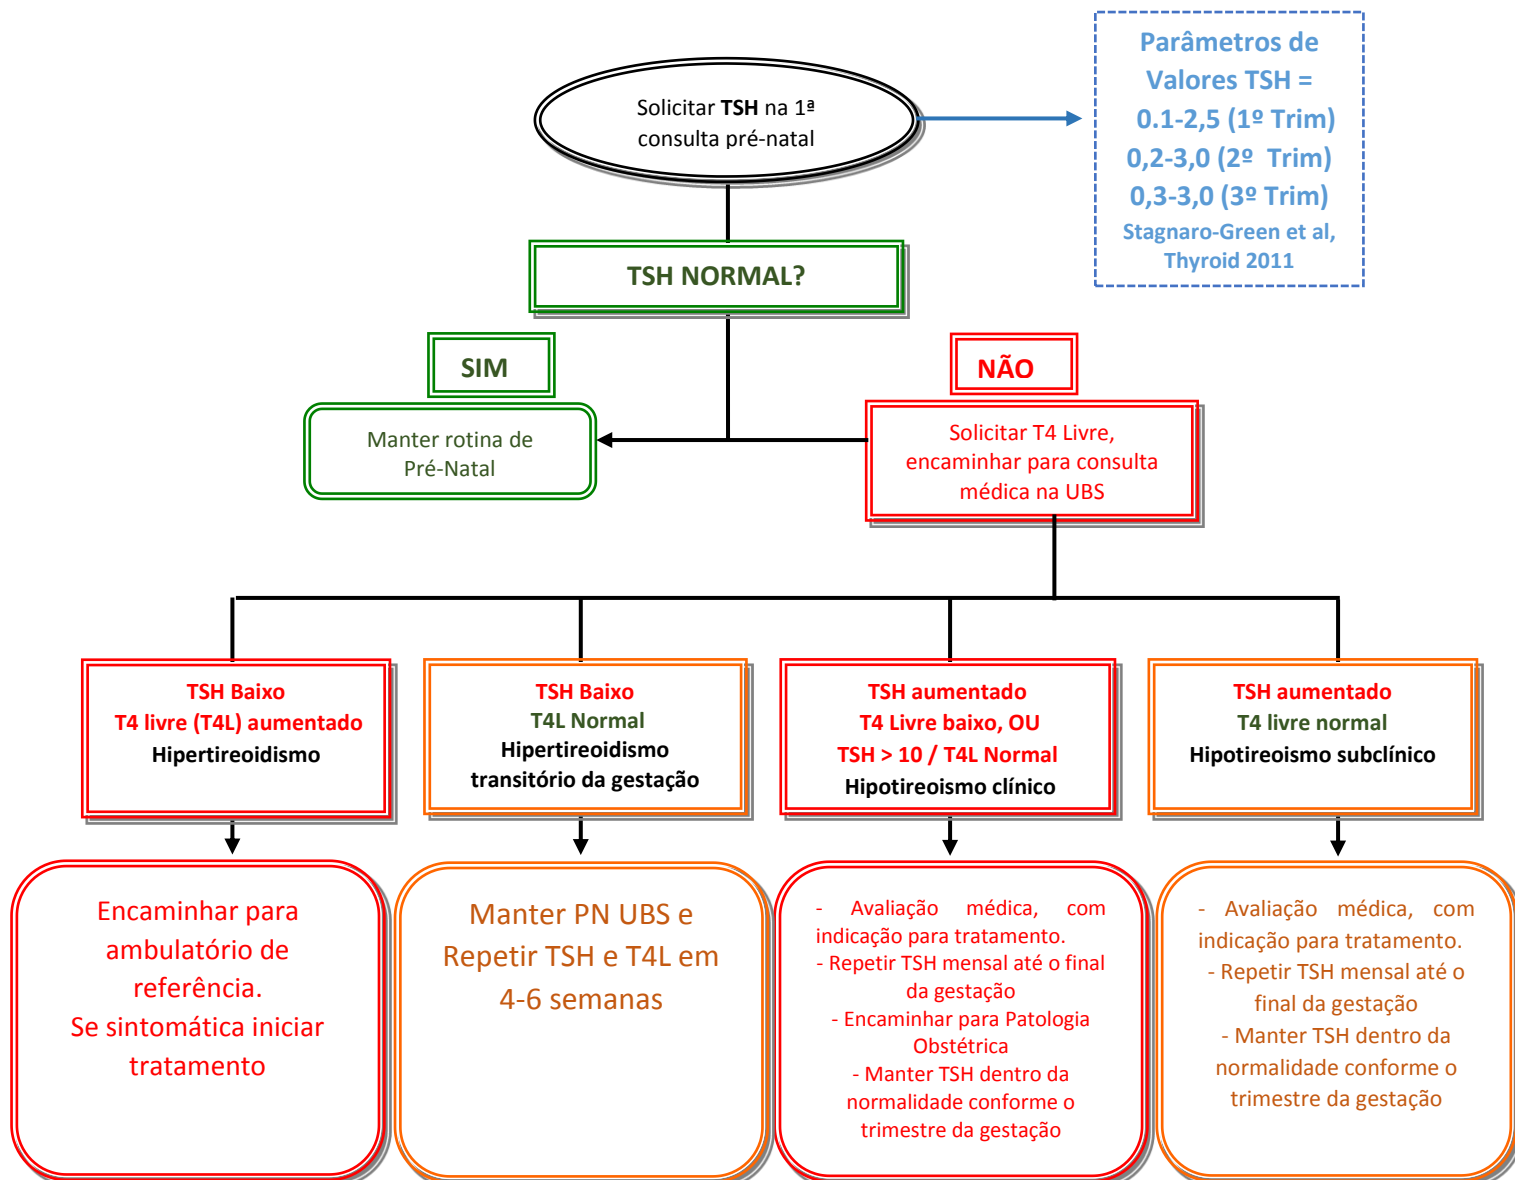 Solicitar TSH na 1ª
consulta pré-natal
Parâmetros de
Valores TSH =
0.1-2,5 (1º Trim)
0,2-3,0 (2º Trim)
0,3-3,0 (3º Trim)
Stagnaro-Green et al,
Thyroid 2011
TSH NORMAL?
SIM
NÃO
Manter rotina de
Pré-Natal
Solicitar T4 Livre,
encaminhar para consulta
médica na UBS
TSH Baixo
T4 livre (T4L) aumentado
Hipertireoidismo
TSH Baixo
T4L Normal
Hipertireoidismo
transitório da gestação
TSH aumentado
T4 Livre baixo, OU
TSH > 10 / T4L Normal
Hipotireoismo clínico
TSH aumentado
T4 livre normal
Hipotireoismo subclínico
Encaminhar para
ambulatório de
referência.
Se sintomática iniciar
tratamento
Manter PN UBS e
Repetir TSH e T4L em
4-6 semanas
- Avaliação médica, com
indicação para tratamento.
- Repetir TSH mensal até o final
da gestação
- Encaminhar para Patologia
Obstétrica
- Manter TSH dentro da
normalidade conforme o
trimestre da gestação
- Avaliação médica, com
indicação para tratamento.
- Repetir TSH mensal até o
final da gestação
- Manter TSH dentro da
normalidade conforme o
trimestre da gestação